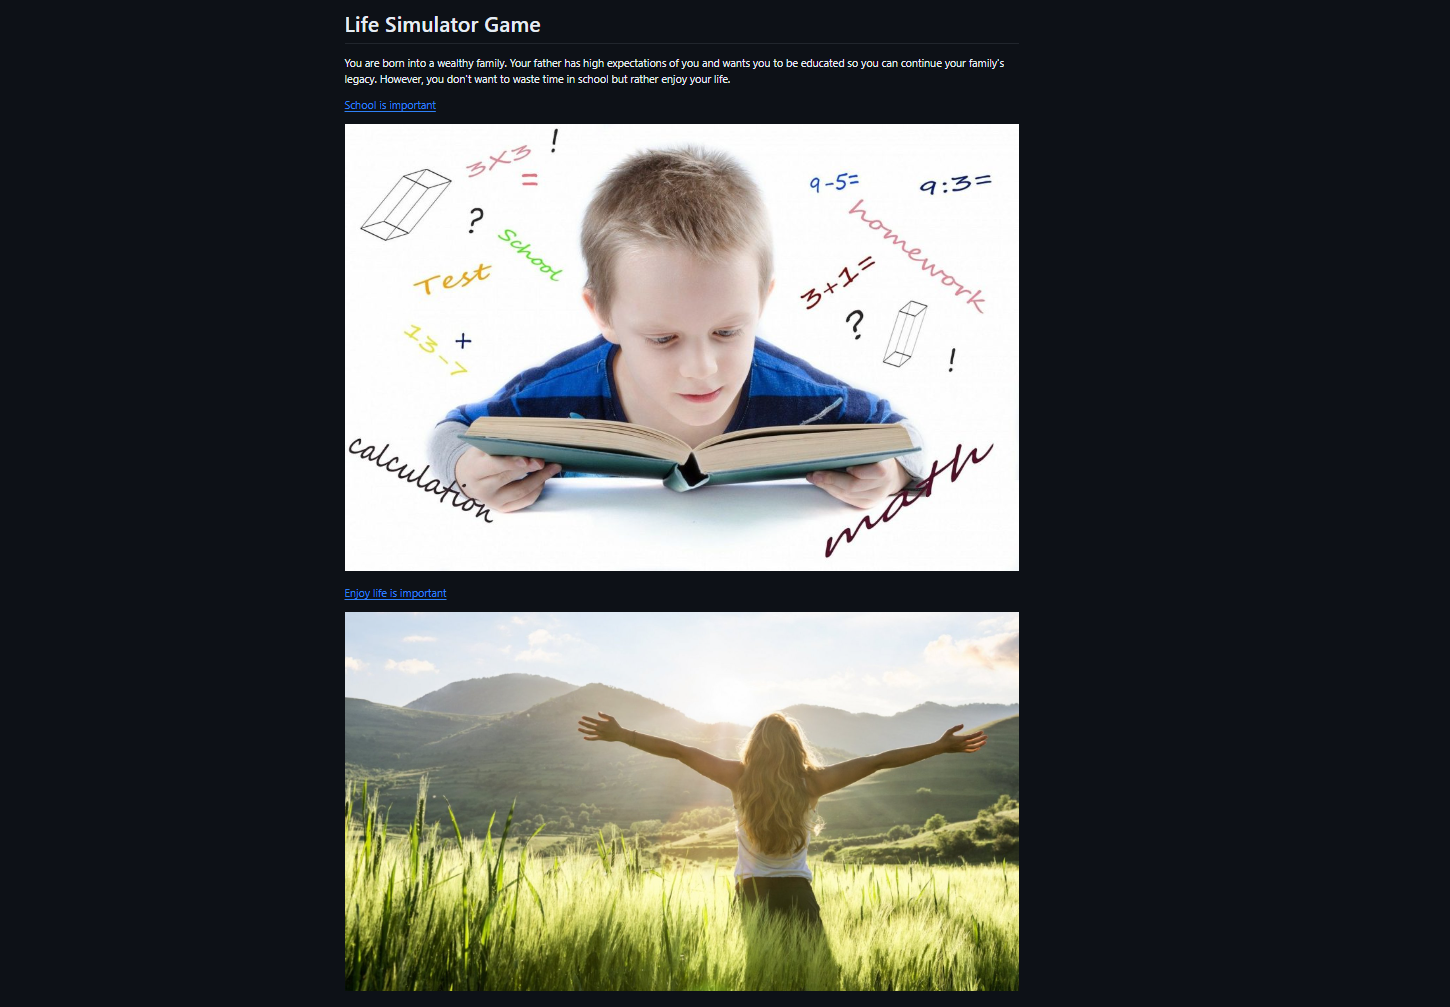 Life Simulator Game
You are born into a wealthy family. Your father has high expectations of you and wants you to be educated so you can continue your family's
legacy. However, you don't want to waste time in school but rather enjoy your life.
School is important
3x3
=
!
?
School
Test
13-7
+
calculation
9-5=
9:3=
homework
3+1=
?
!
math
Enjoy life is important